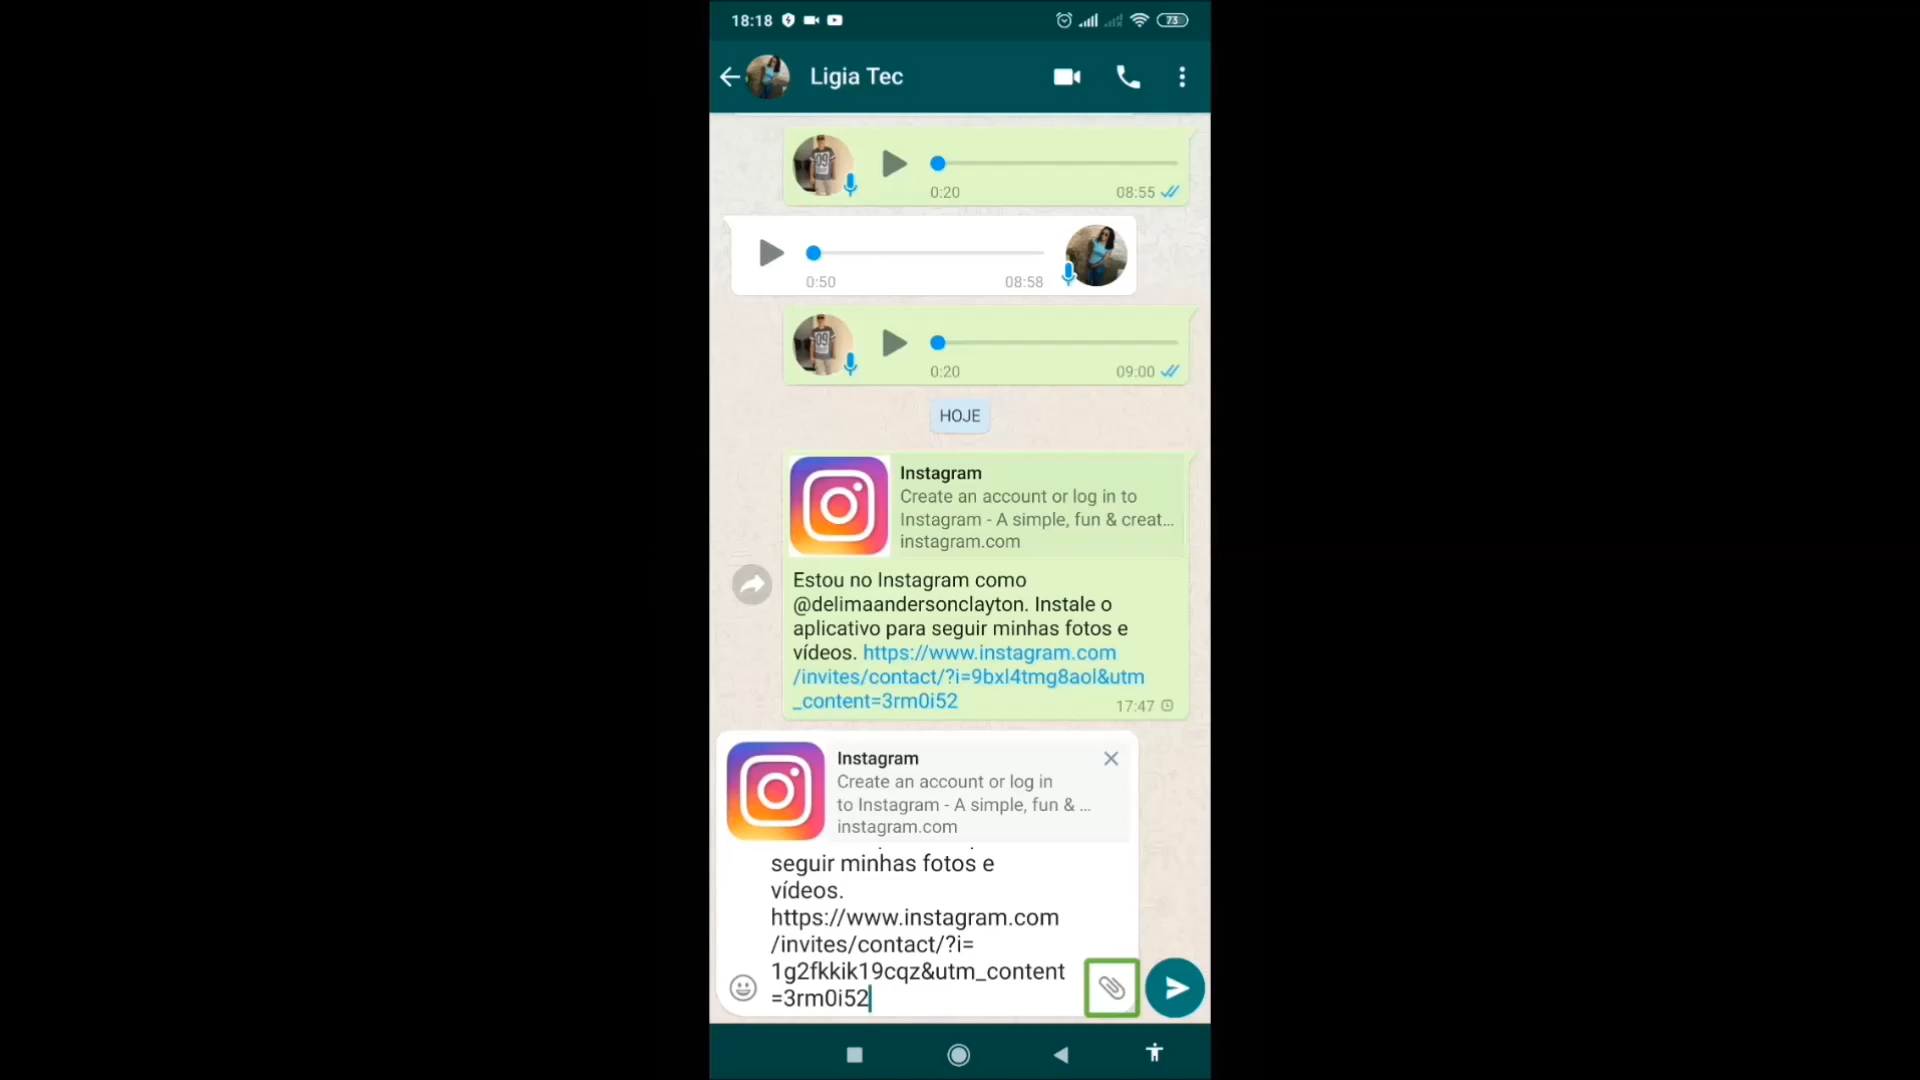 18:18
73
Ligia Tec
0:20 08:55
0:50 08:58
09
0:20 09:00
HOJE
Instagram
Create an account or log in to
Instagram - A simple, fun & creat...
instagram.com
Estou no Instagram como
@delimaandersonclayton. Instale o
aplicativo para seguir minhas fotos e
vídeos. https://www.instagram.com
/invites/contact/?i=9bxl4tmg8aol&utm
_content=3rm0i52
17:47
Instagram
Create an account or log in
to Instagram - A simple, fun & ...
instagram.com
seguir minhas fotos e
vídeos.
https://www.instagram.com
/invites/contact/?i=
1g2fkkik19cqz&utm_content
=3rm0i52